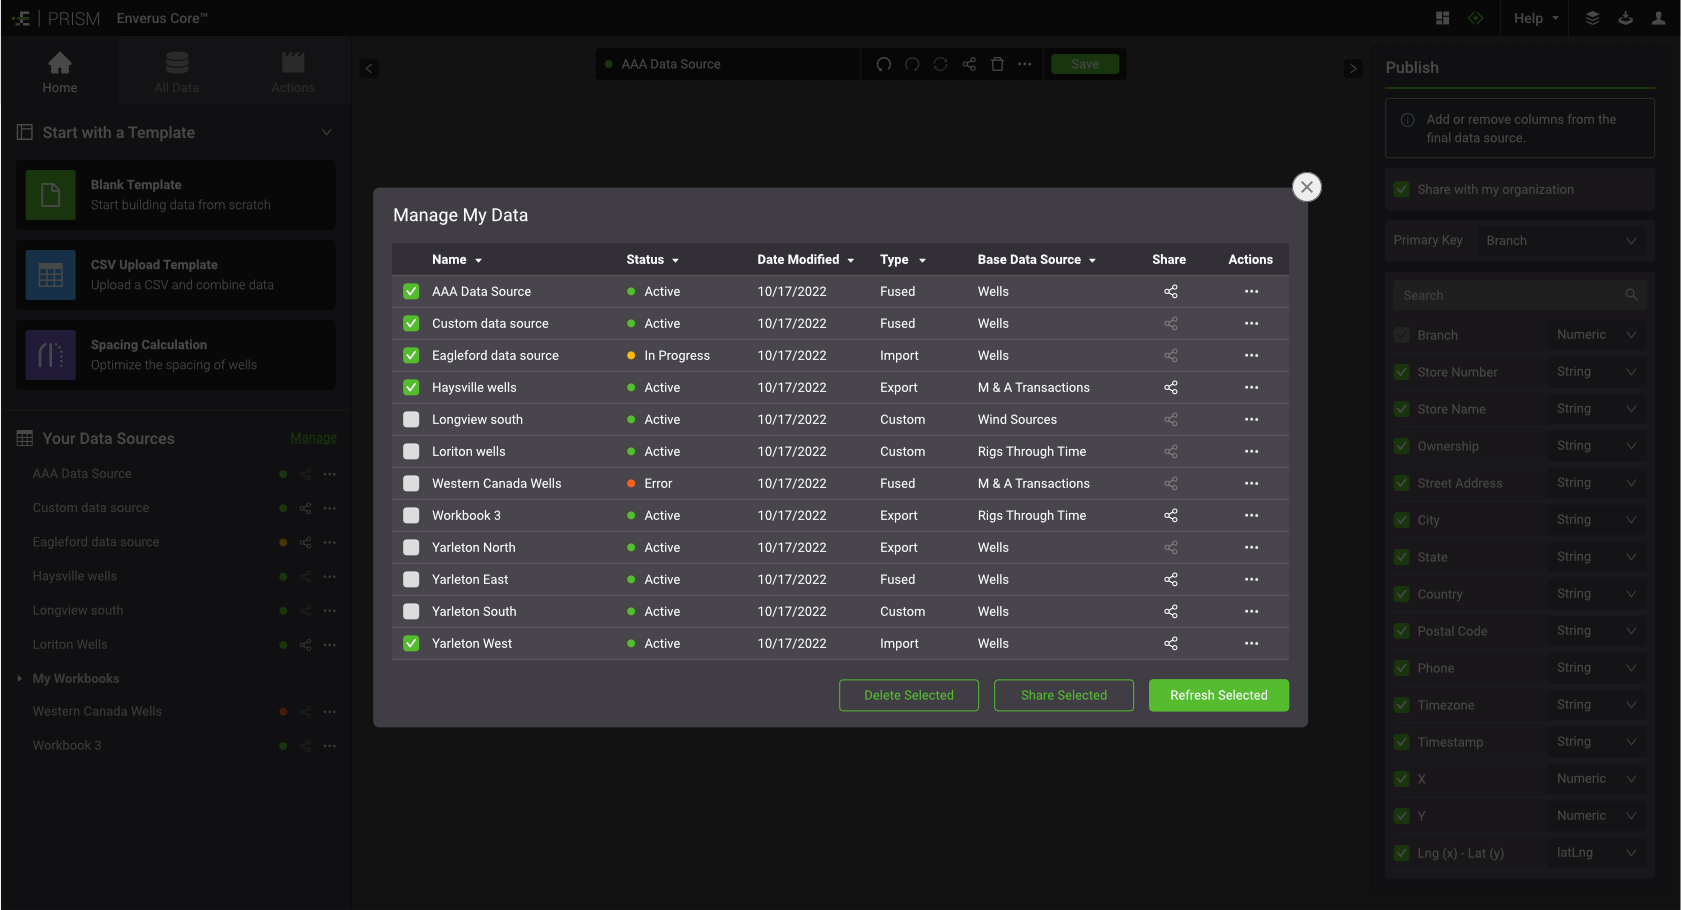 PRISM Enverus Core™
Help
Home
All Data
Actions
Start with a Template
Blank Template
Start building data from scratch
CSV Upload Template
Upload a CSV and combine data
Spacing Calculation
Optimize the spacing of wells
Your Data Sources Manage
AAA Data Source
Custom data source
Eagleford data source
Haysville wells
Longview south
Loriton Wells
My Workbooks
Western Canada Wells
Workbook 3
AAA Data Source
Save
Manage My Data
Name Status Date Modified Type Base Data Source Share Actions
AAA Data Source Active 10/17/2022 Fused Wells
Custom data source Active 10/17/2022 Fused Wells
Eagleford data source In Progress 10/17/2022 Import Wells
Haysville wells Active 10/17/2022 Export M & A Transactions
Longview south Active 10/17/2022 Custom Wind Sources
Loriton wells Active 10/17/2022 Custom Rigs Through Time
Western Canada Wells Error 10/17/2022 Fused M & A Transactions
Workbook 3 Active 10/17/2022 Export Rigs Through Time
Yarleton North Active 10/17/2022 Export Wells
Yarleton East Active 10/17/2022 Fused Wells
Yarleton South Active 10/17/2022 Custom Wells
Yarleton West Active 10/17/2022 Import Wells
Delete Selected
Share Selected
Refresh Selected
Publish
Add or remove columns from the
final data source.
Share with my organization
Primary Key Branch
Search
Branch Numeric
Store Number String
Store Name String
Ownership String
Street Address String
City String
State String
Country String
Postal Code String
Phone String
Timezone String
Timestamp String
X Numeric
Y Numeric
Lng (x) - Lat (y) latLng